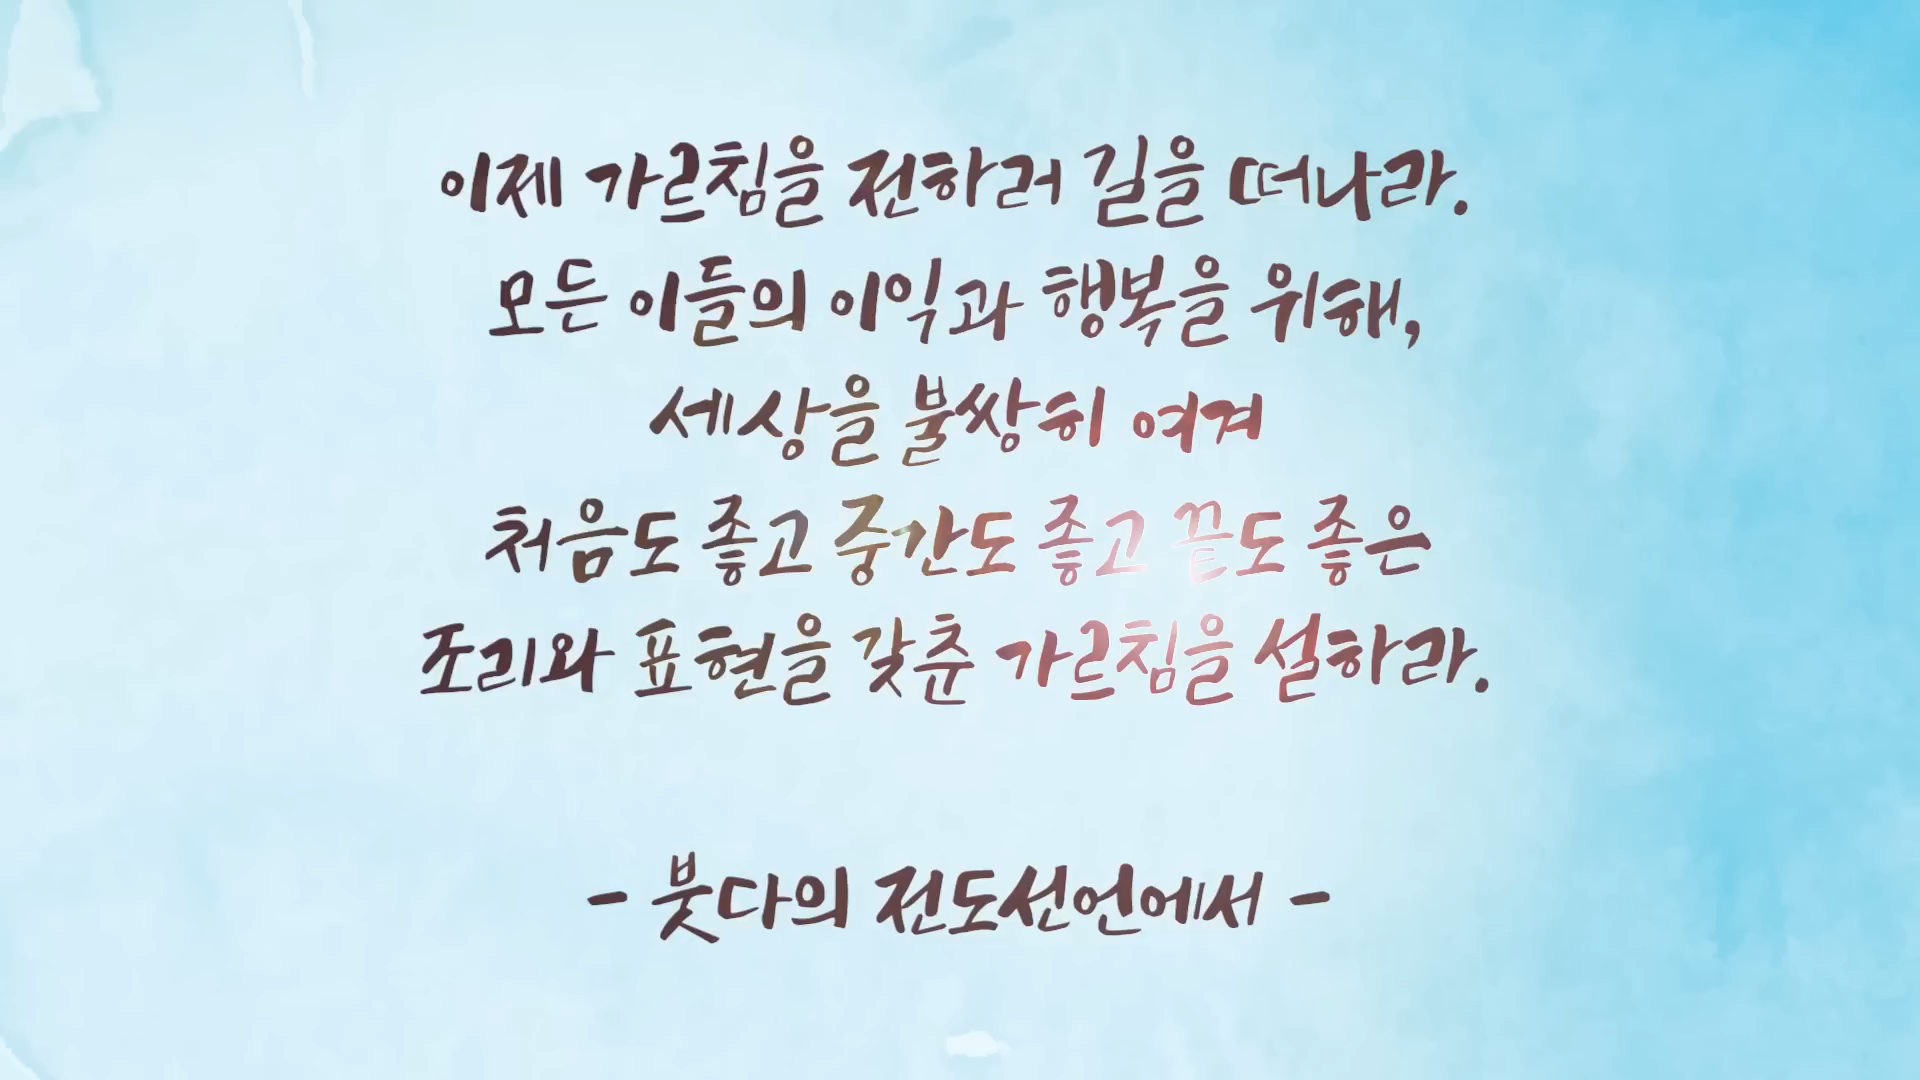 이제 가르침을 전하러 길을 떠나라.
모든 이들의 이익과 행복을 위해,
세상을 불쌍히 여겨
처음도 좋고 중간도 좋고 끝도 좋은
조리와 표현을 갖춘 가르침을 설하라.
- 붓다의 전도선언에서 -